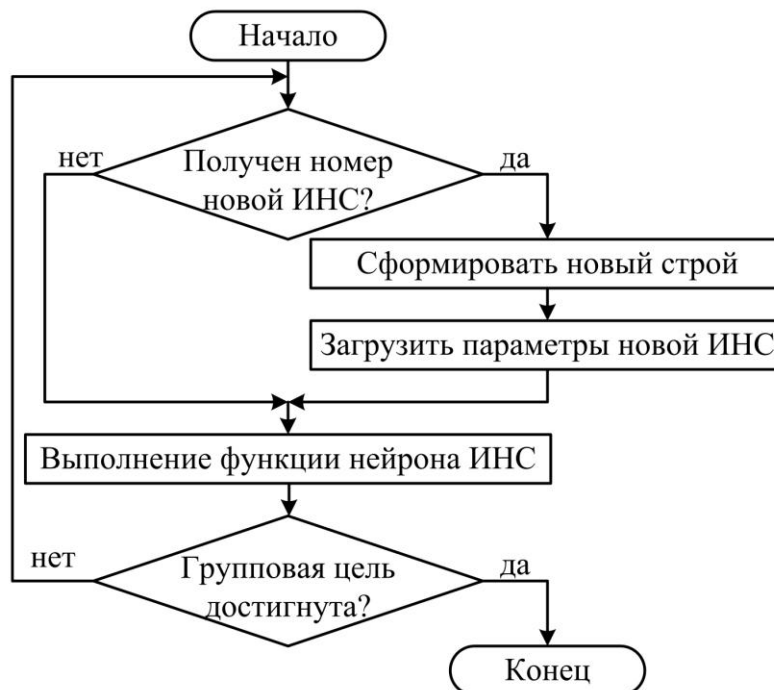 Начало
Получен номер
новой ИНС?
нет
да
Сформировать новый строй
Загрузить параметры новой ИНС
Выполнение функции нейрона ИНС
Групповая цель
достигнута?
нет
да
Конец